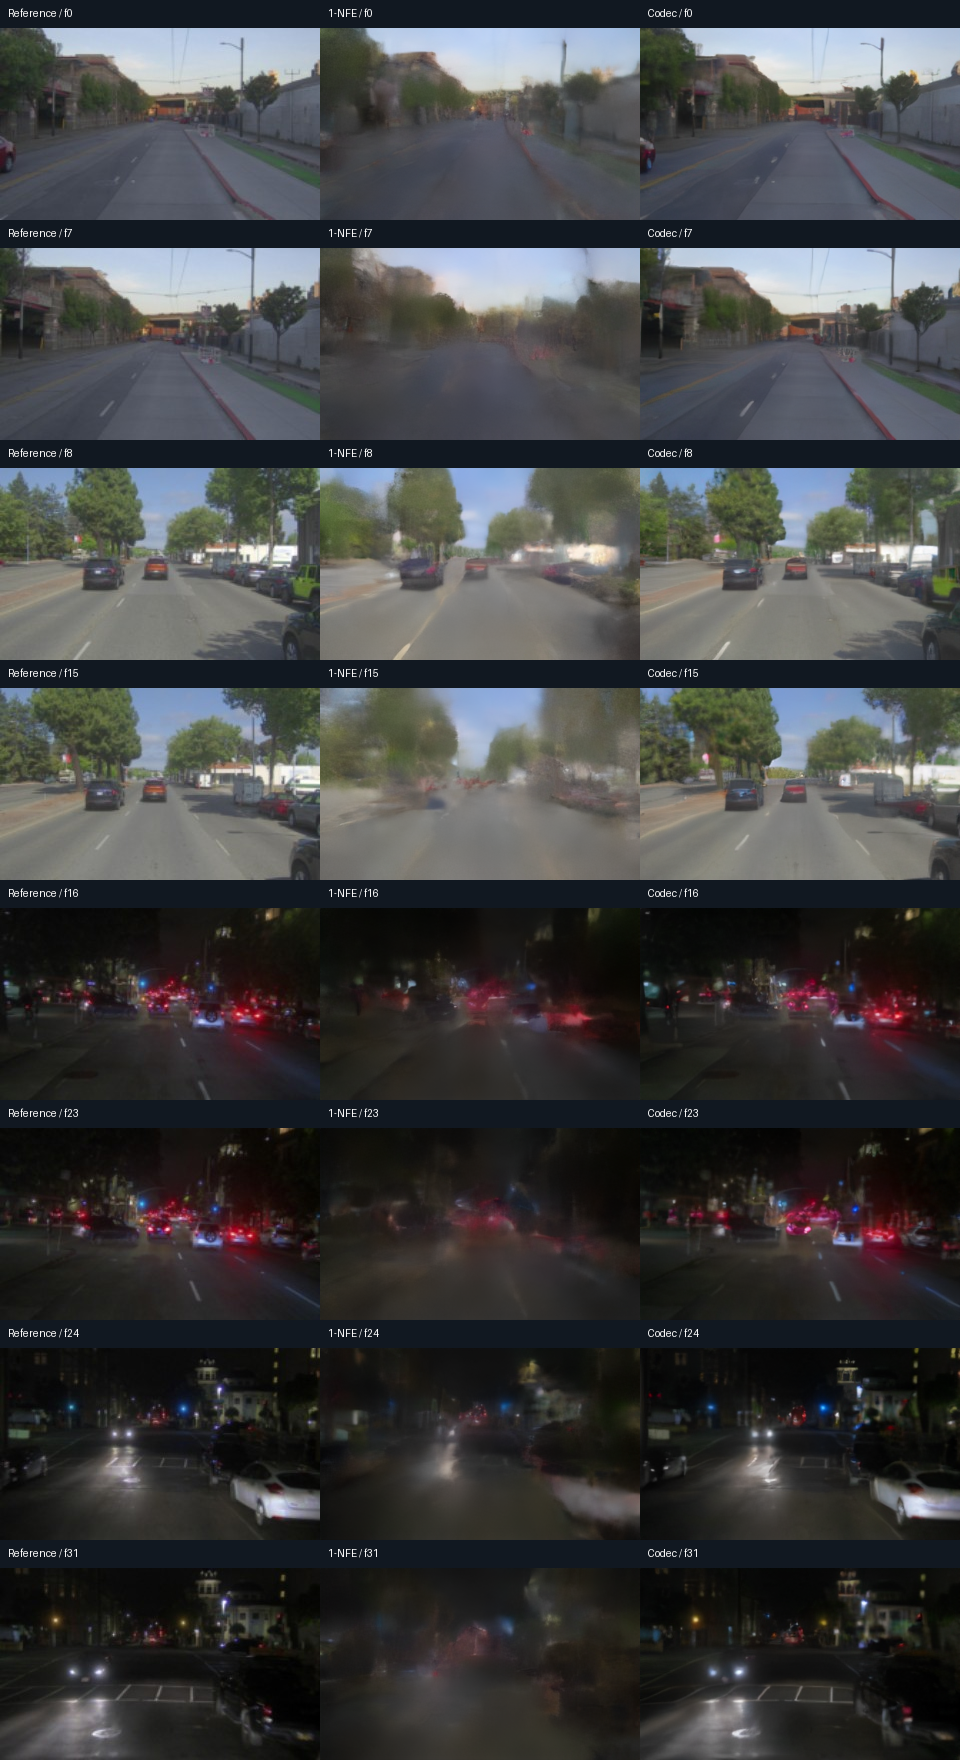 Reference / f0 1-NFE / f0 Codec / f0
Reference / f7 1-NFE / f7 Codec / f7
Reference / f8 1-NFE / f8 Codec / f8
Reference / f15 1-NFE / f15 Codec / f15
Reference / f16 1-NFE / f16 Codec / f16
Reference / f23 1-NFE / f23 Codec / f23
Reference / f24 1-NFE / f24 Codec / f24
Reference / f31 1-NFE / f31 Codec / f31